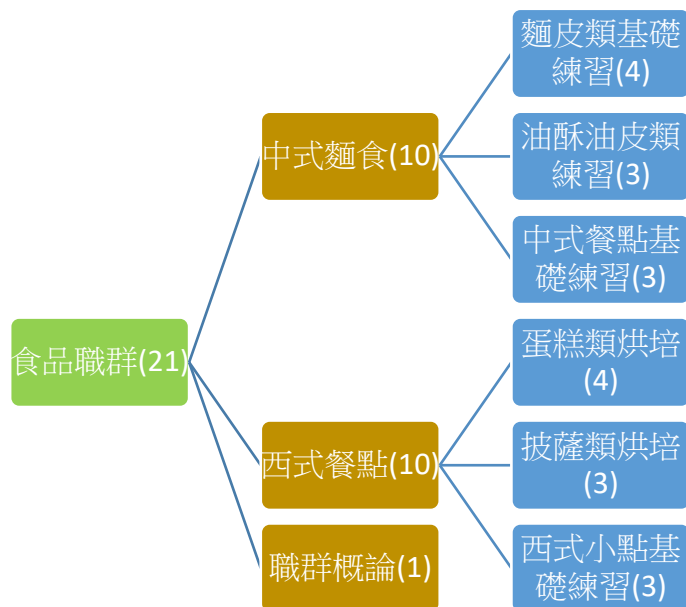 食品職群(21)
中式麵食(10)
麵皮類基礎
練習(4)
油酥油皮類
練習(3)
中式餐點基
礎練習(3)
西式餐點(10)
蛋糕類烘培
(4)
披薩類烘培
(3)
西式小點基
礎練習(3)
職群概論(1)